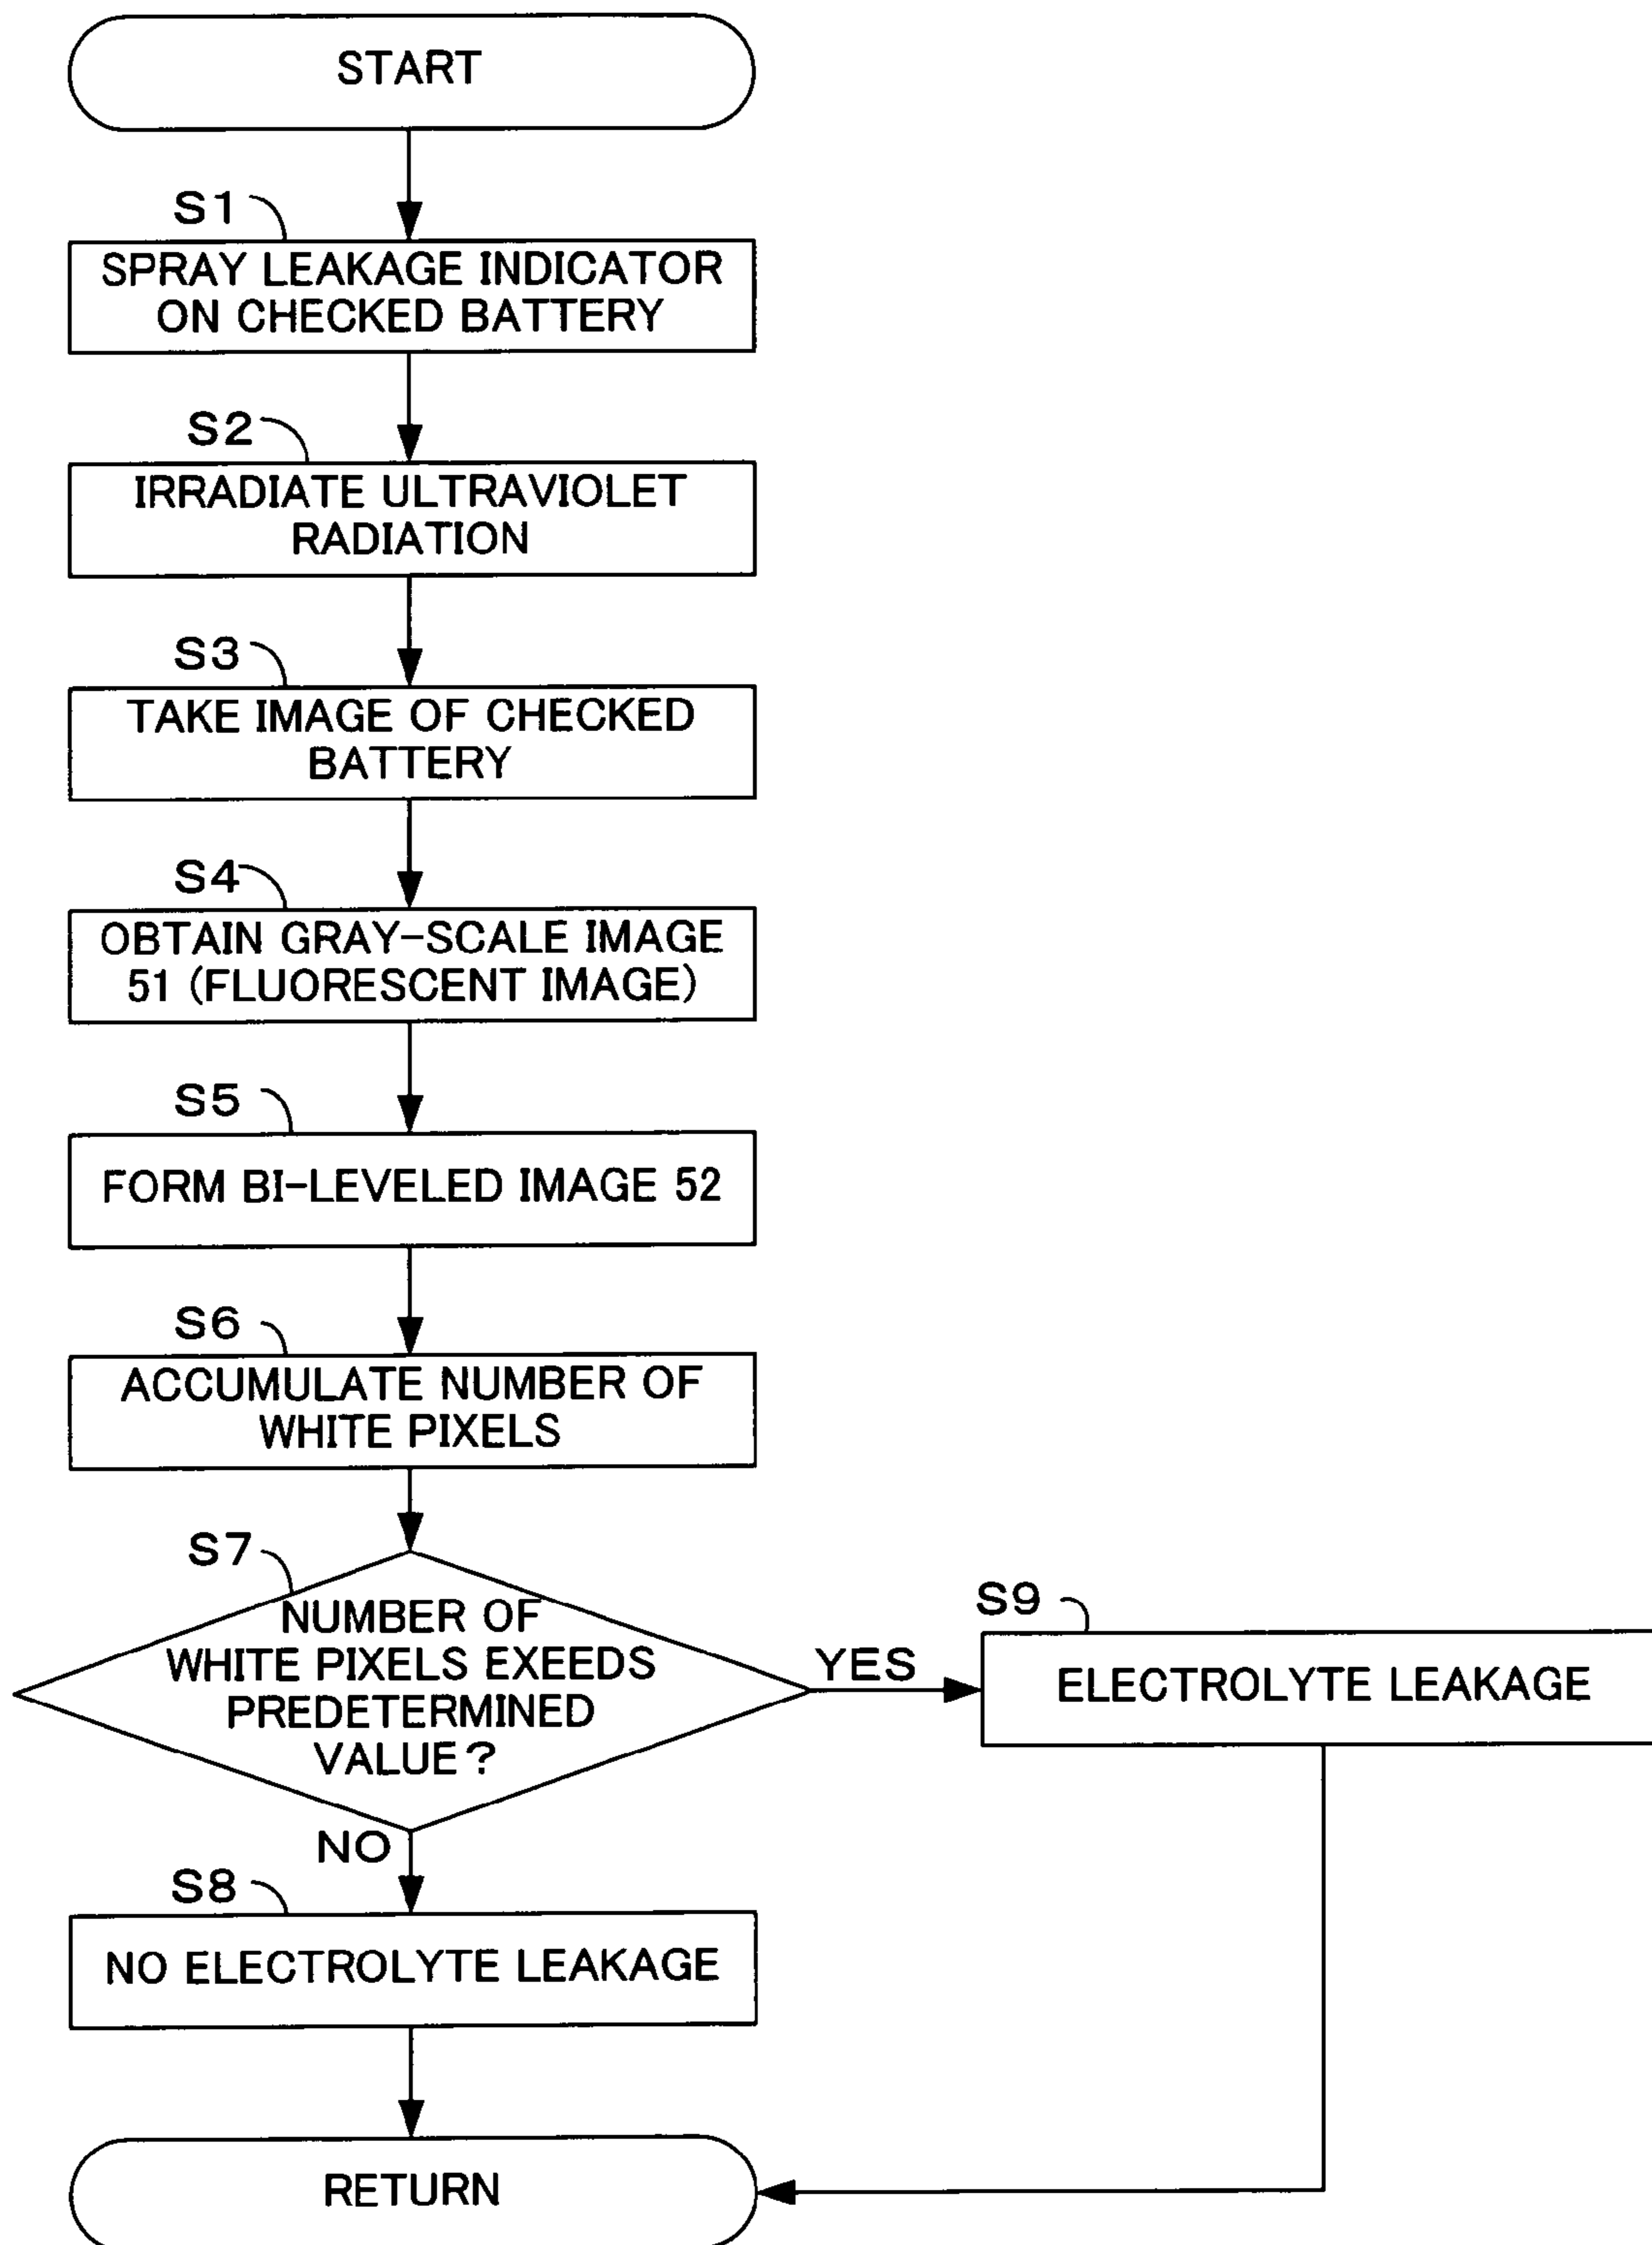 START
S1
SPRAY LEAKAGE INDICATOR
ON CHECKED BATTERY
S2
IRRADIATE ULTRAVIOLET
RADIATION
S3
TAKE IMAGE OF CHECKED
BATTERY
S4
OBTAIN GRAY-SCALE IMAGE
51 (FLUORESCENT IMAGE)
S5
FORM BI-LEVELED IMAGE 52
S6
ACCUMULATE NUMBER OF
WHITE PIXELS
S7
NUMBER OF
WHITE PIXELS EXEEDS
PREDETERMINED
VALUE?
YES
S9
ELECTROLYTE LEAKAGE
NO
S8
NO ELECTROLYTE LEAKAGE
RETURN